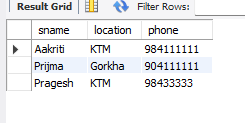 Result Grid Filter Rows:
sname location phone
Aakriti KTM 984111111
Prijma Gorkha 904111111
Pragesh KTM 98433333